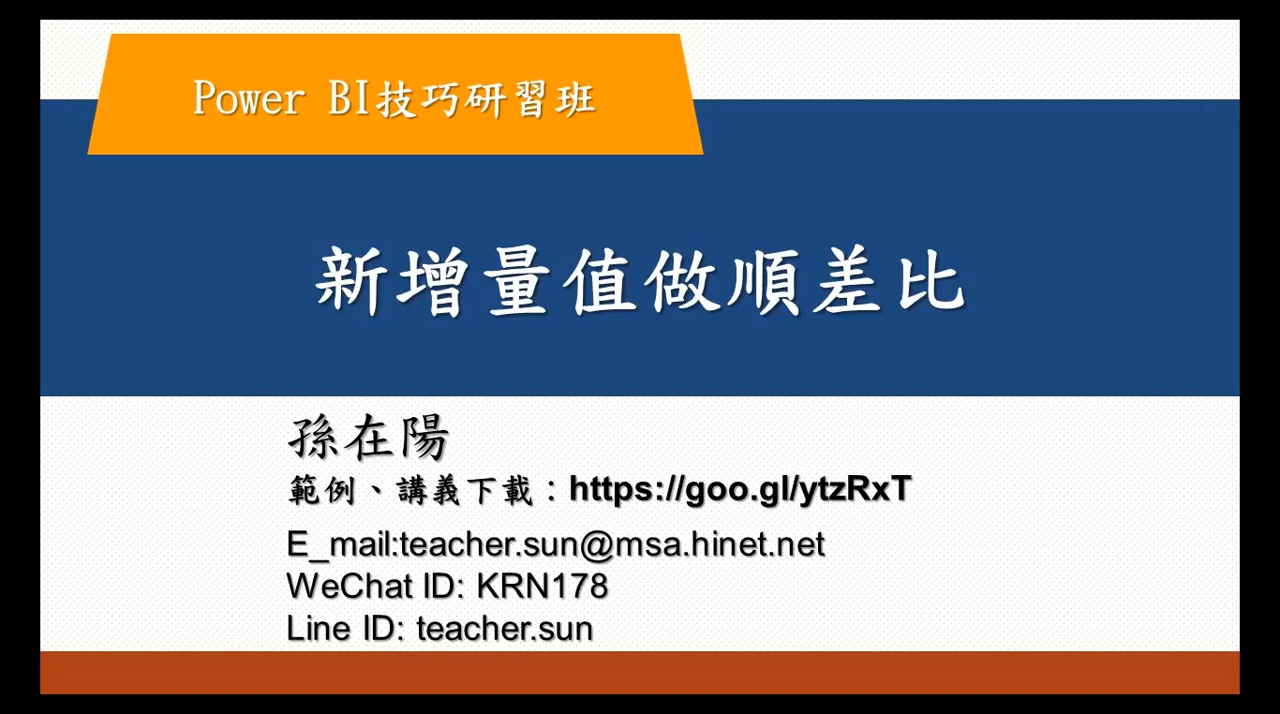 Power BI技巧研習班
新增量值做順差比
孫在陽
範例、講義下載：https://goo.gl/ytzRxT
E_mail:teacher.sun@msa.hinet.net
WeChat ID: KRN178
Line ID: teacher.sun